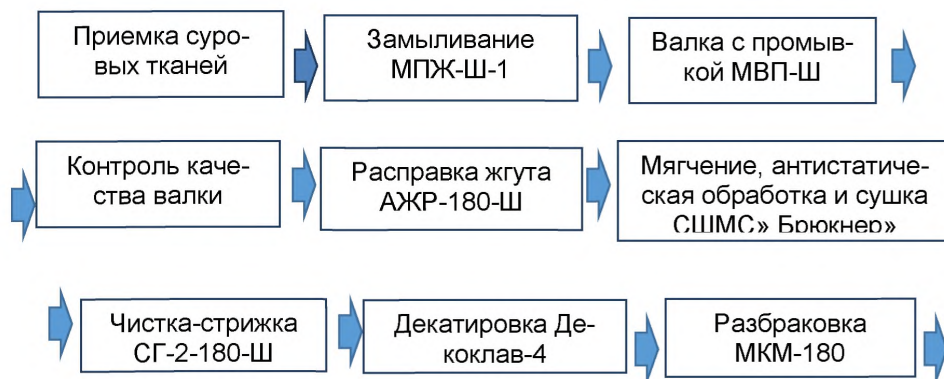 Приемка суро-
вых тканей
Замыливание
МПЖ-Ш-1
Валка с промыв-
кой МВП-Ш
Контроль каче-
ства валки
Расправка жгута
АЖР-180-Ш
Мягчение, антистатиче-
ская обработка и сушка
СШМС» Брюкнер»
Чистка-стрижка
СГ-2-180-Ш
Декатировка Де-
коклав-4
Разбраковка
МКМ-180